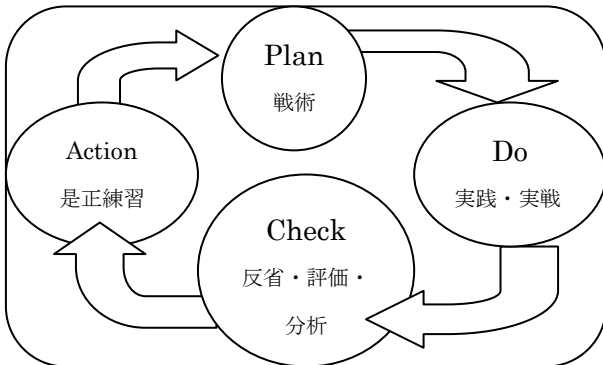 Plan
戦術
Do
実践・実戦
Check
反省・評価・
分析
Action
是正練習